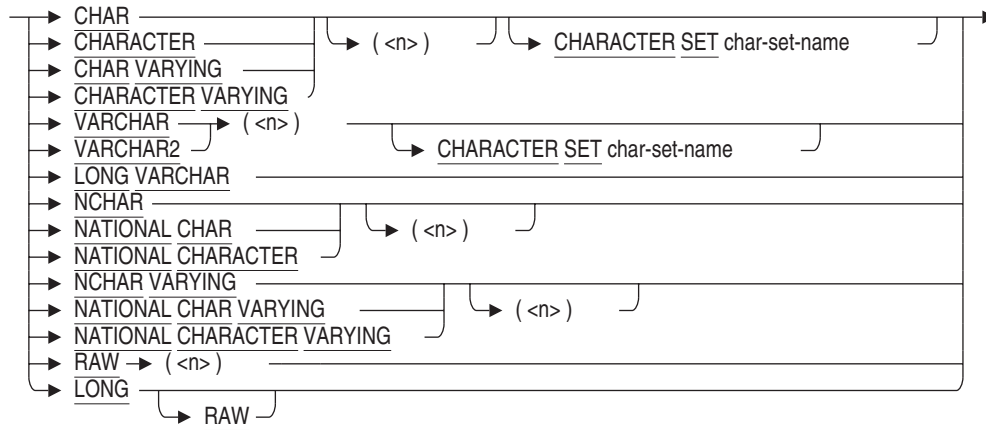 CHAR ( <n> ) CHARACTER SET char-set-name
CHARACTER
CHAR VARYING
CHARACTER VARYING
VARCHAR ( <n> )
VARCHAR2 CHARACTER SET char-set-name
LONG VARCHAR
NCHAR
NATIONAL CHAR ( <n> )
NATIONAL CHARACTER
NCHAR VARYING
NATIONAL CHAR VARYING ( <n> )
NATIONAL CHARACTER VARYING
RAW ( <n> )
LONG
RAW